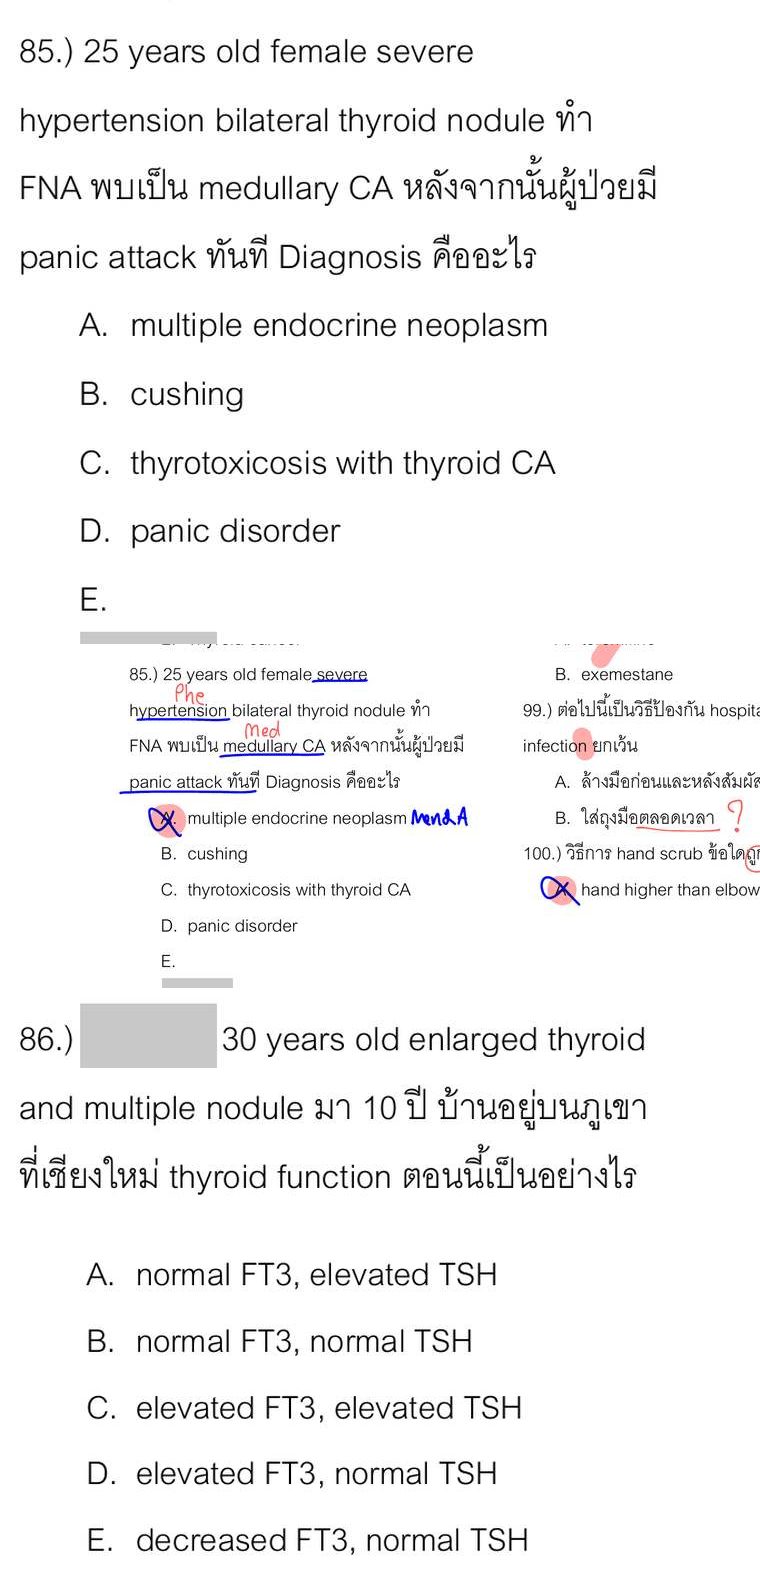 85.) 25 years old female severe
hypertension bilateral thyroid nodule ทำ
FNA พบเป็น medullary CA หลังจากนั้นผู้ป่วยมี
panic attack ทันที Diagnosis คืออะไร
A. multiple endocrine neoplasm
B. cushing
C. thyrotoxicosis with thyroid CA
D. panic disorder
E.
85.) 25 years old female severe
Phe
hypertension bilateral thyroid nodule ทำ
Med
FNA พบเป็น medullary CA หลังจากนั้นผู้ป่วยมี
panic attack ทันที Diagnosis คืออะไร
A. multiple endocrine neoplasm Men2A
B. cushing
C. thyrotoxicosis with thyroid CA
D. panic disorder
E.
B. exemestane
99.) ต่อไปนี้เป็นวิธีป้องกัน
infection ยกเว้น
A. ล้างมือก่อนและหลัง
B. ใส่ถุงมือตลอดเวลา ?
100.) วิธีการ hand scrub ข้อใด
hand higher than elbow
86.) 30 years old enlarged thyroid
and multiple nodule มา 10 ปี บ้านอยู่บนภูเขา
ที่เชียงใหม่ thyroid function ตอนนี้เป็นอย่างไร
A. normal FT3, elevated TSH
B. normal FT3, normal TSH
C. elevated FT3, elevated TSH
D. elevated FT3, normal TSH
E. decreased FT3, normal TSH